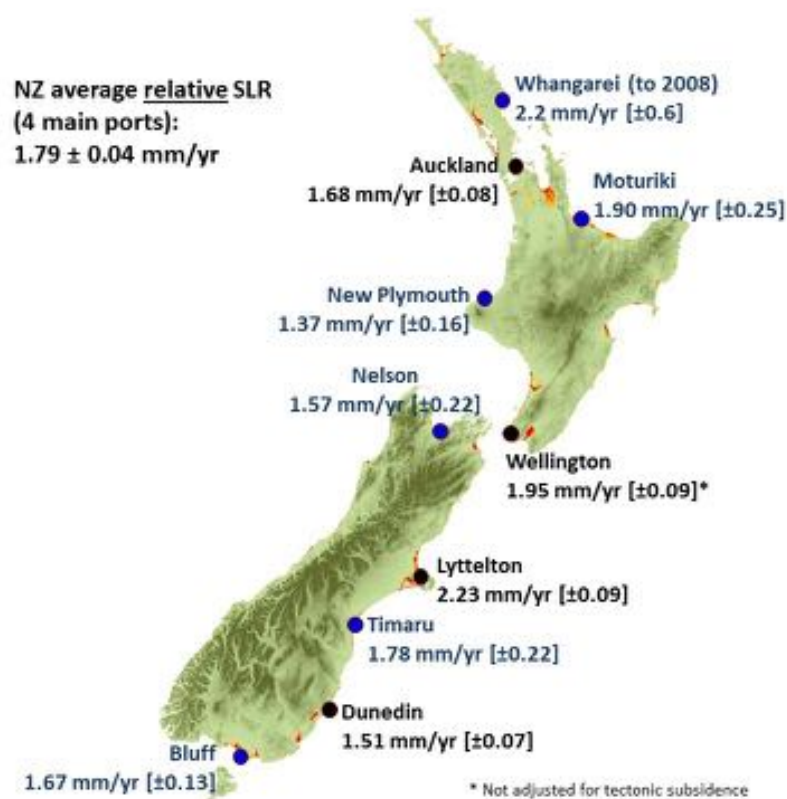 NZ average relative SLR
(4 main ports):
1.79 ± 0.04 mm/yr
Whangarei (to 2008)
2.2 mm/yr [±0.6]
Auckland
1.68 mm/yr [±0.08]
Moturiki
1.90 mm/yr [±0.25]
New Plymouth
1.37 mm/yr [±0.16]
Nelson
1.57 mm/yr [±0.22]
Wellington
1.95 mm/yr [±0.09]*
Lyttelton
2.23 mm/yr [±0.09]
Timaru
1.78 mm/yr [±0.22]
Dunedin
1.51 mm/yr [±0.07]
Bluff
1.67 mm/yr [±0.13]
* Not adjusted for tectonic subsidence